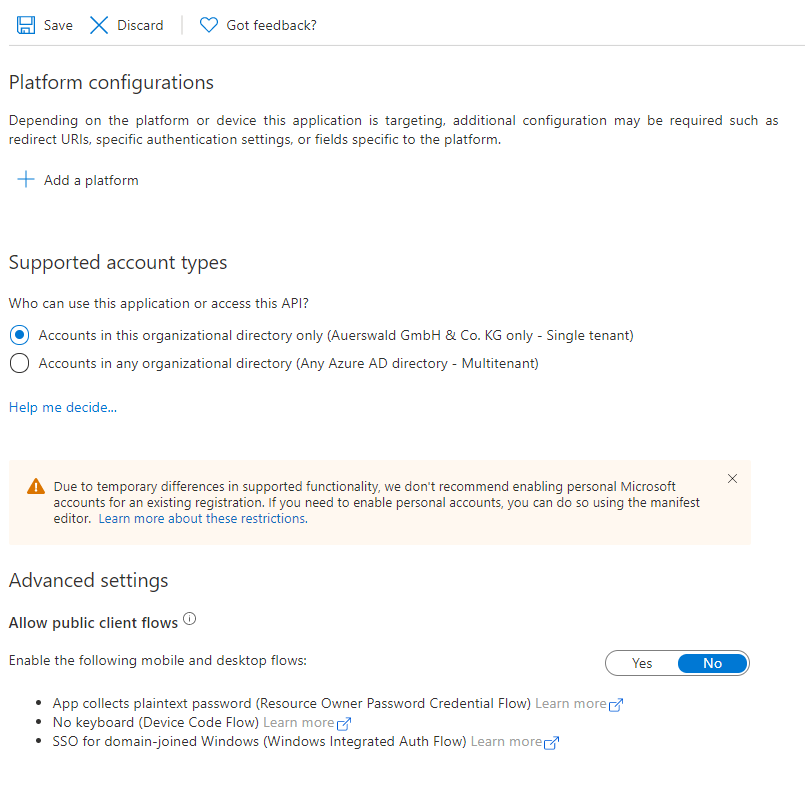 Save Discard Got feedback?
Platform configurations
Depending on the platform or device this application is targeting, additional configuration may be required such as
redirect URIs, specific authentication settings, or fields specific to the platform.
Add a platform
Supported account types
Who can use this application or access this API?
Accounts in this organizational directory only (Auerswald GmbH & Co. KG only - Single tenant)
Accounts in any organizational directory (Any Azure AD directory - Multitenant)
Help me decide...
Due to temporary differences in supported functionality, we don't recommend enabling personal Microsoft
accounts for an existing registration. If you need to enable personal accounts, you can do so using the manifest
editor. Learn more about these restrictions.
Advanced settings
Allow public client flows
Enable the following mobile and desktop flows: Yes No
• App collects plaintext password (Resource Owner Password Credential Flow) Learn more
• No keyboard (Device Code Flow) Learn more
• SSO for domain-joined Windows (Windows Integrated Auth Flow) Learn more